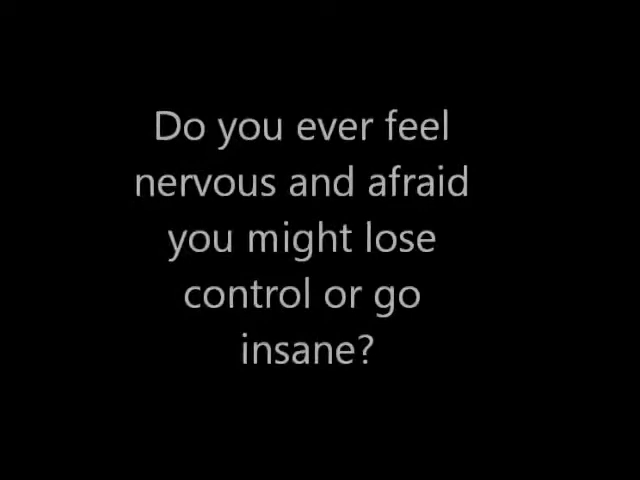 Do you ever feel
nervous and afraid
you might lose
control or go
insane?